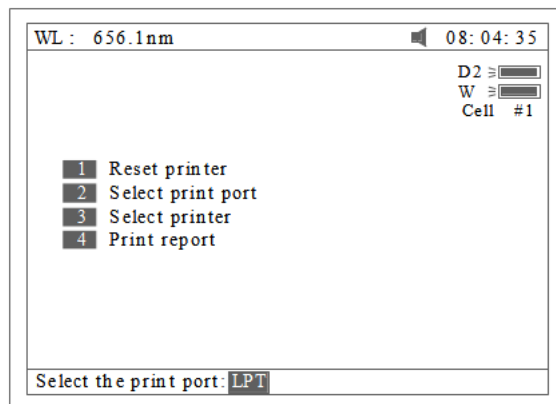 WL: 656.1nm 08:04:35
D2
W
Cell #1
1 Reset printer
2 Select print port
3 Select printer
4 Print report
Select the print port: LPT